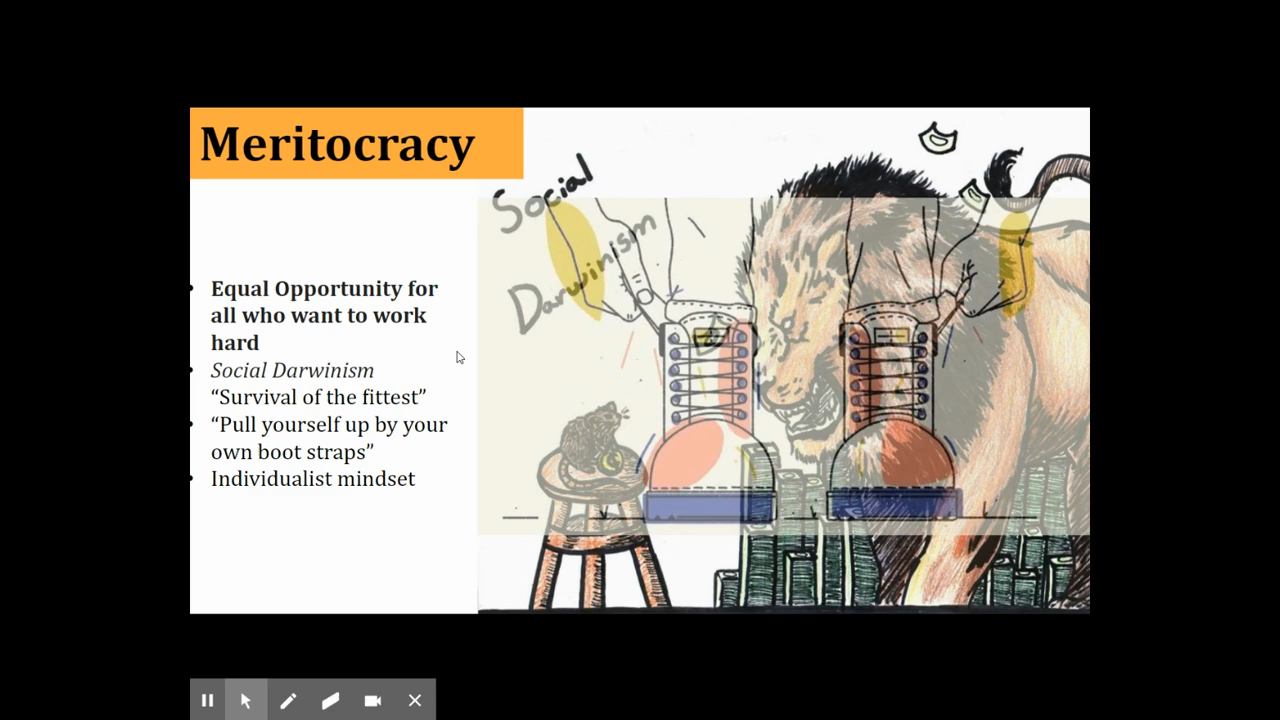 Meritocracy
Social
Darwinism
• Equal Opportunity for
all who want to work
hard
• Social Darwinism
“Survival of the fittest”
• “Pull yourself up by your
own boot straps”
• Individualist mindset